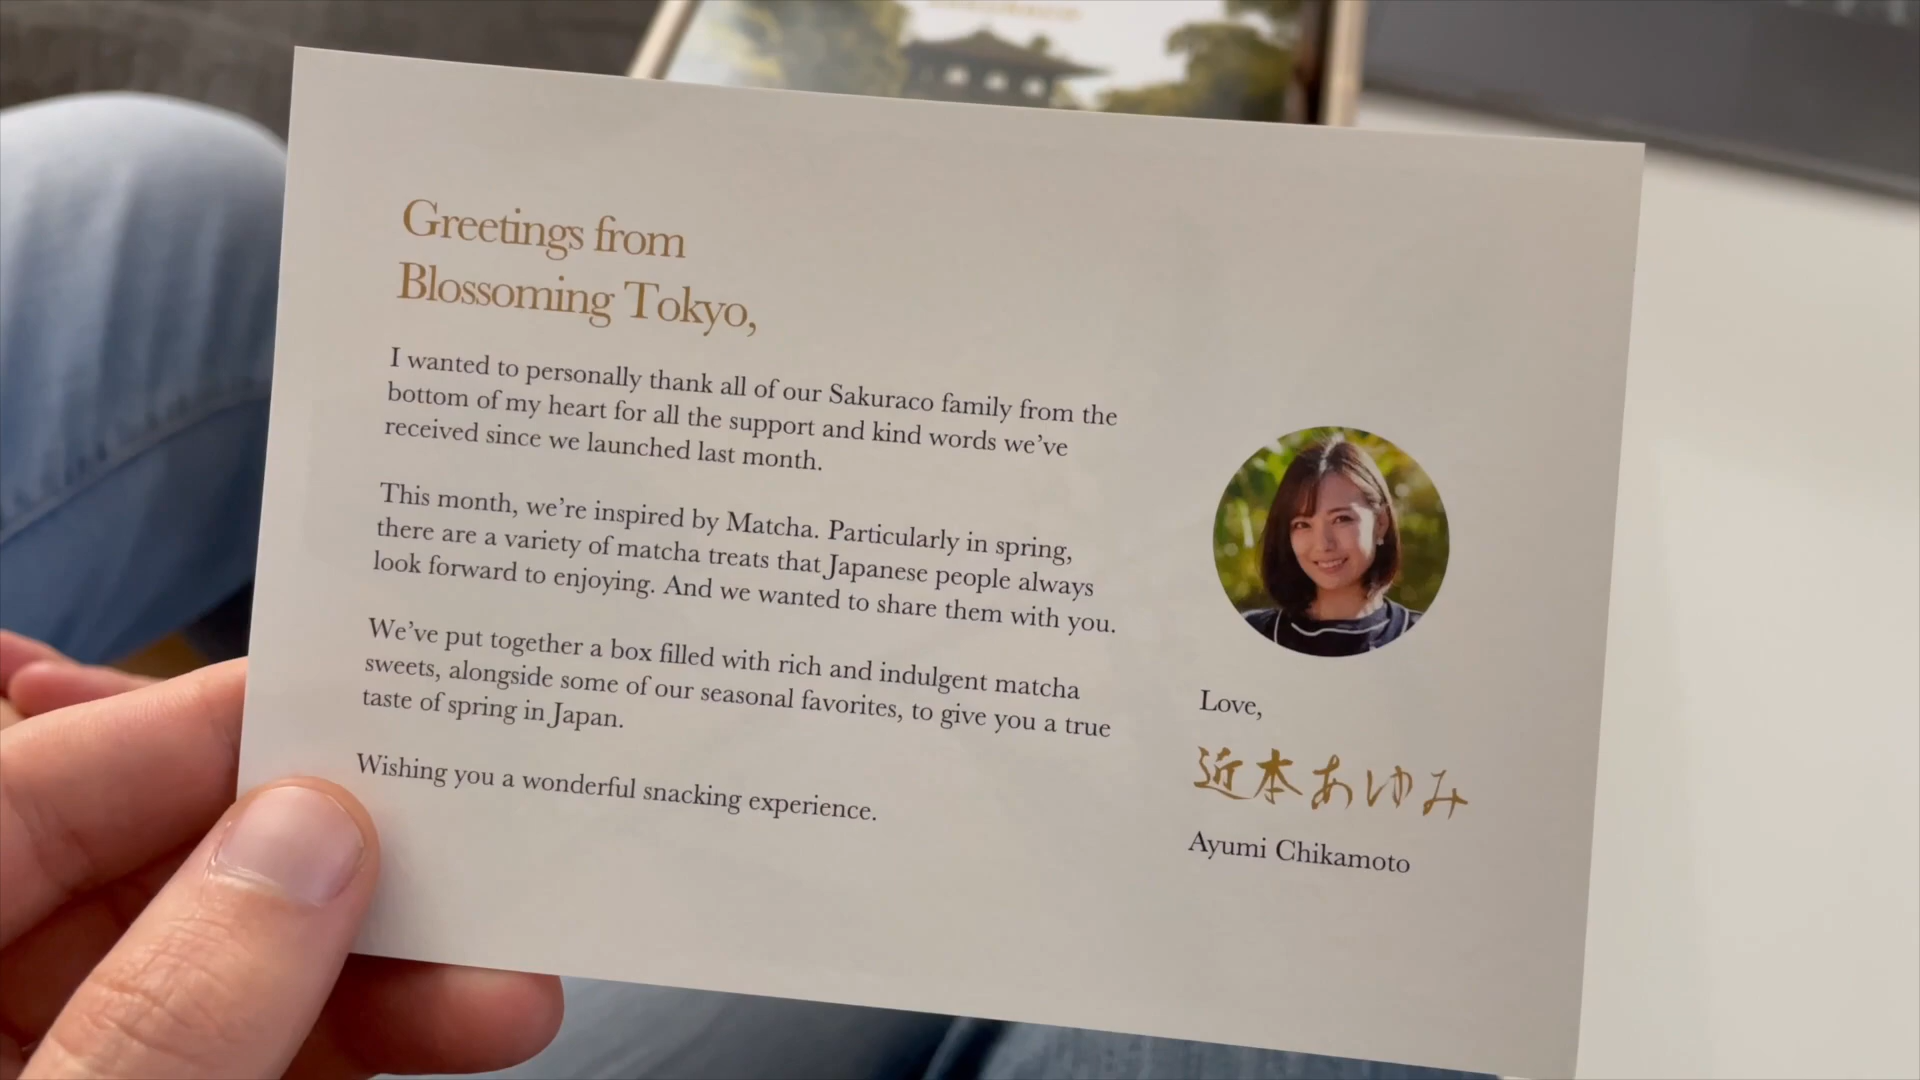 Greetings from
Blossoming Tokyo,
I wanted to personally thank all of our Sakuraco family from the
bottom of my heart for all the support and kind words we’ve
received since we launched last month.
This month, we’re inspired by Matcha. Particularly in spring,
there are a variety of matcha treats that Japanese people always
look forward to enjoying. And we wanted to share them with you.
We’ve put together a box filled with rich and indulgent matcha
sweets, alongside some of our seasonal favorites, to give you a true
taste of spring in Japan.
Wishing you a wonderful snacking experience.
Love,
近本あゆみ
Ayumi Chikamoto